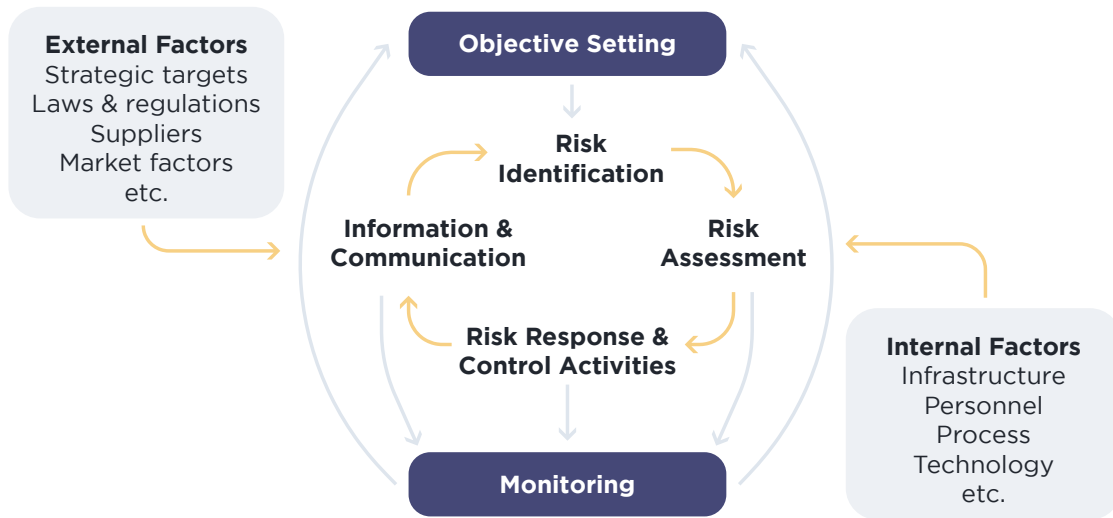 External Factors
Strategic targets
Laws & regulations
Suppliers
Market factors
etc.
Objective Setting
Risk
Identification
Information &
Communication
Risk
Assessment
Risk Response &
Control Activities
Monitoring
Internal Factors
Infrastructure
Personnel
Process
Technology
etc.